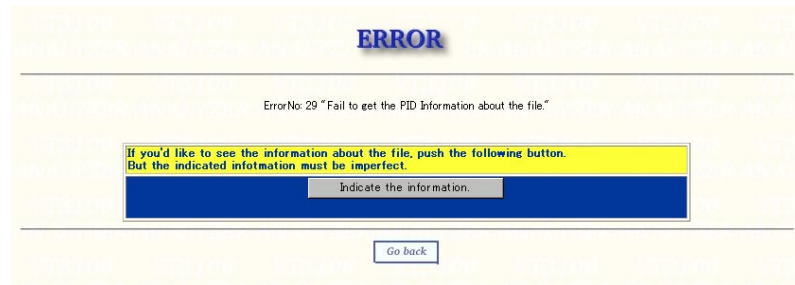 ERROR
ErrorNo: 29 "Fail to get the PID Information about the file."
If you'd like to see the information about the file, push the following button.
But the indicated infotmation must be imperfect.
Indicate the information.
Go back